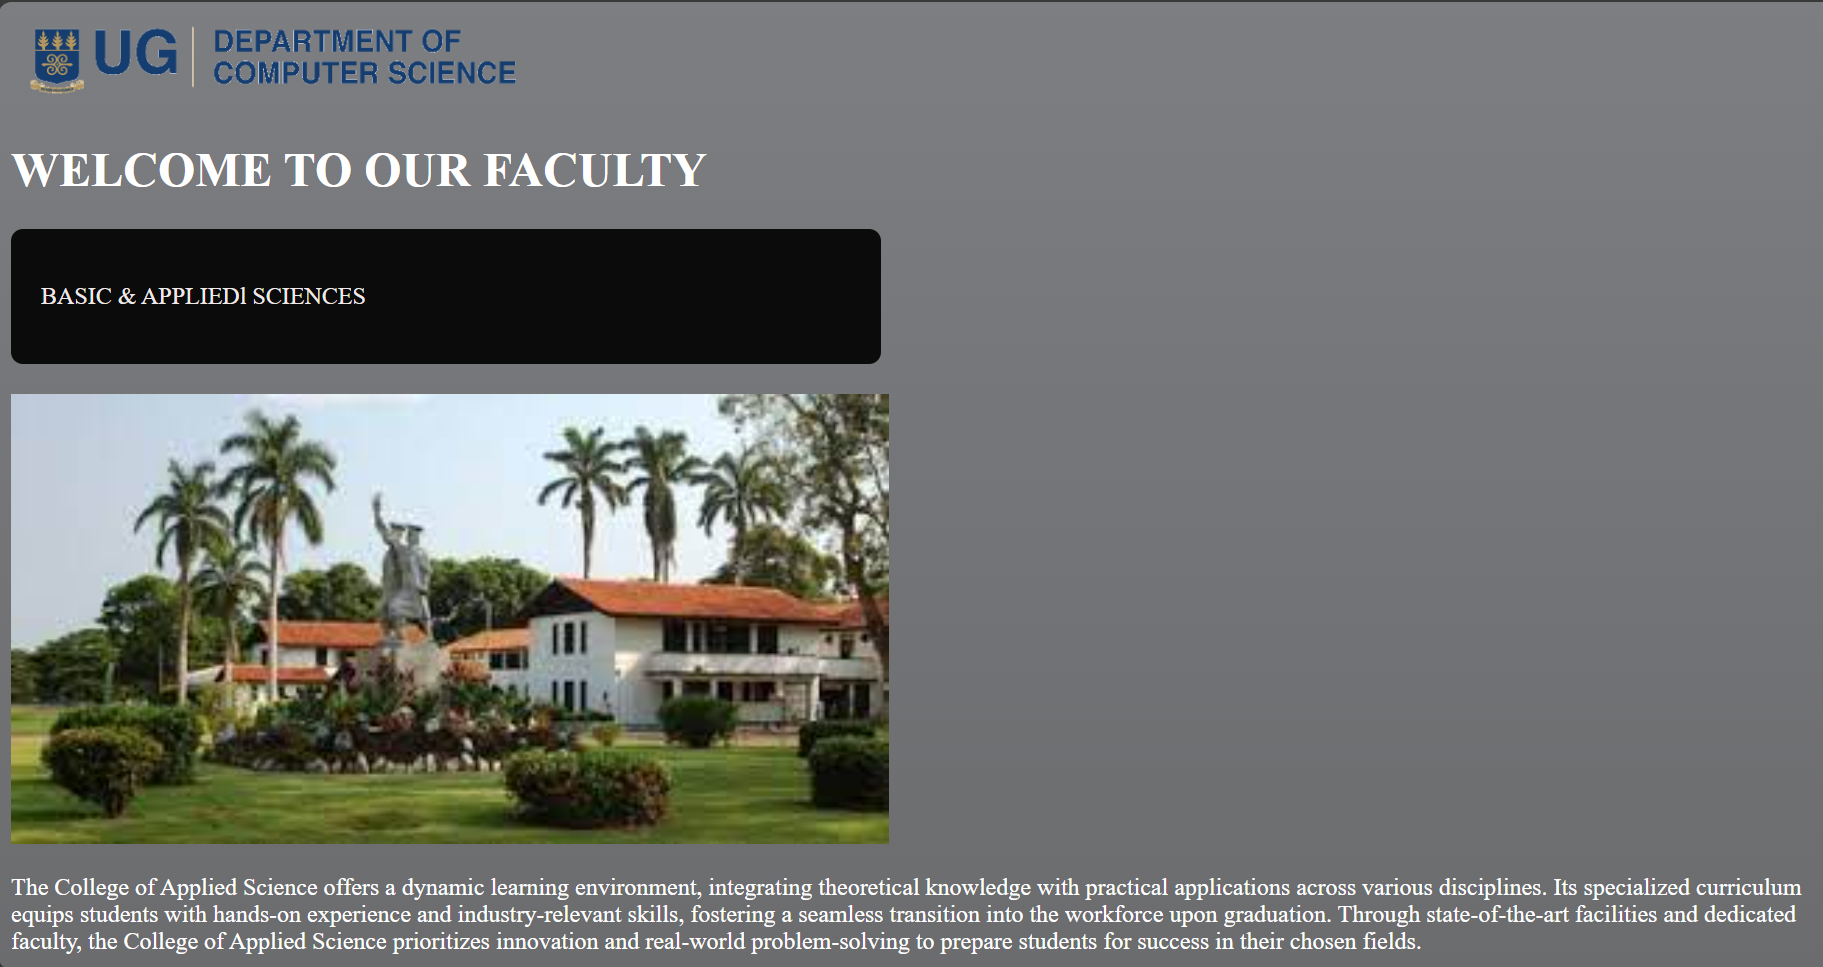 UG
DEPARTMENT OF
COMPUTER SCIENCE
WELCOME TO OUR FACULTY
BASIC & APPLIEDl SCIENCES
The College of Applied Science offers a dynamic learning environment, integrating theoretical knowledge with practical applications across various disciplines. Its specialized curriculum
equips students with hands-on experience and industry-relevant skills, fostering a seamless transition into the workforce upon graduation. Through state-of-the-art facilities and dedicated
faculty, the College of Applied Science prioritizes innovation and real-world problem-solving to prepare students for success in their chosen fields.